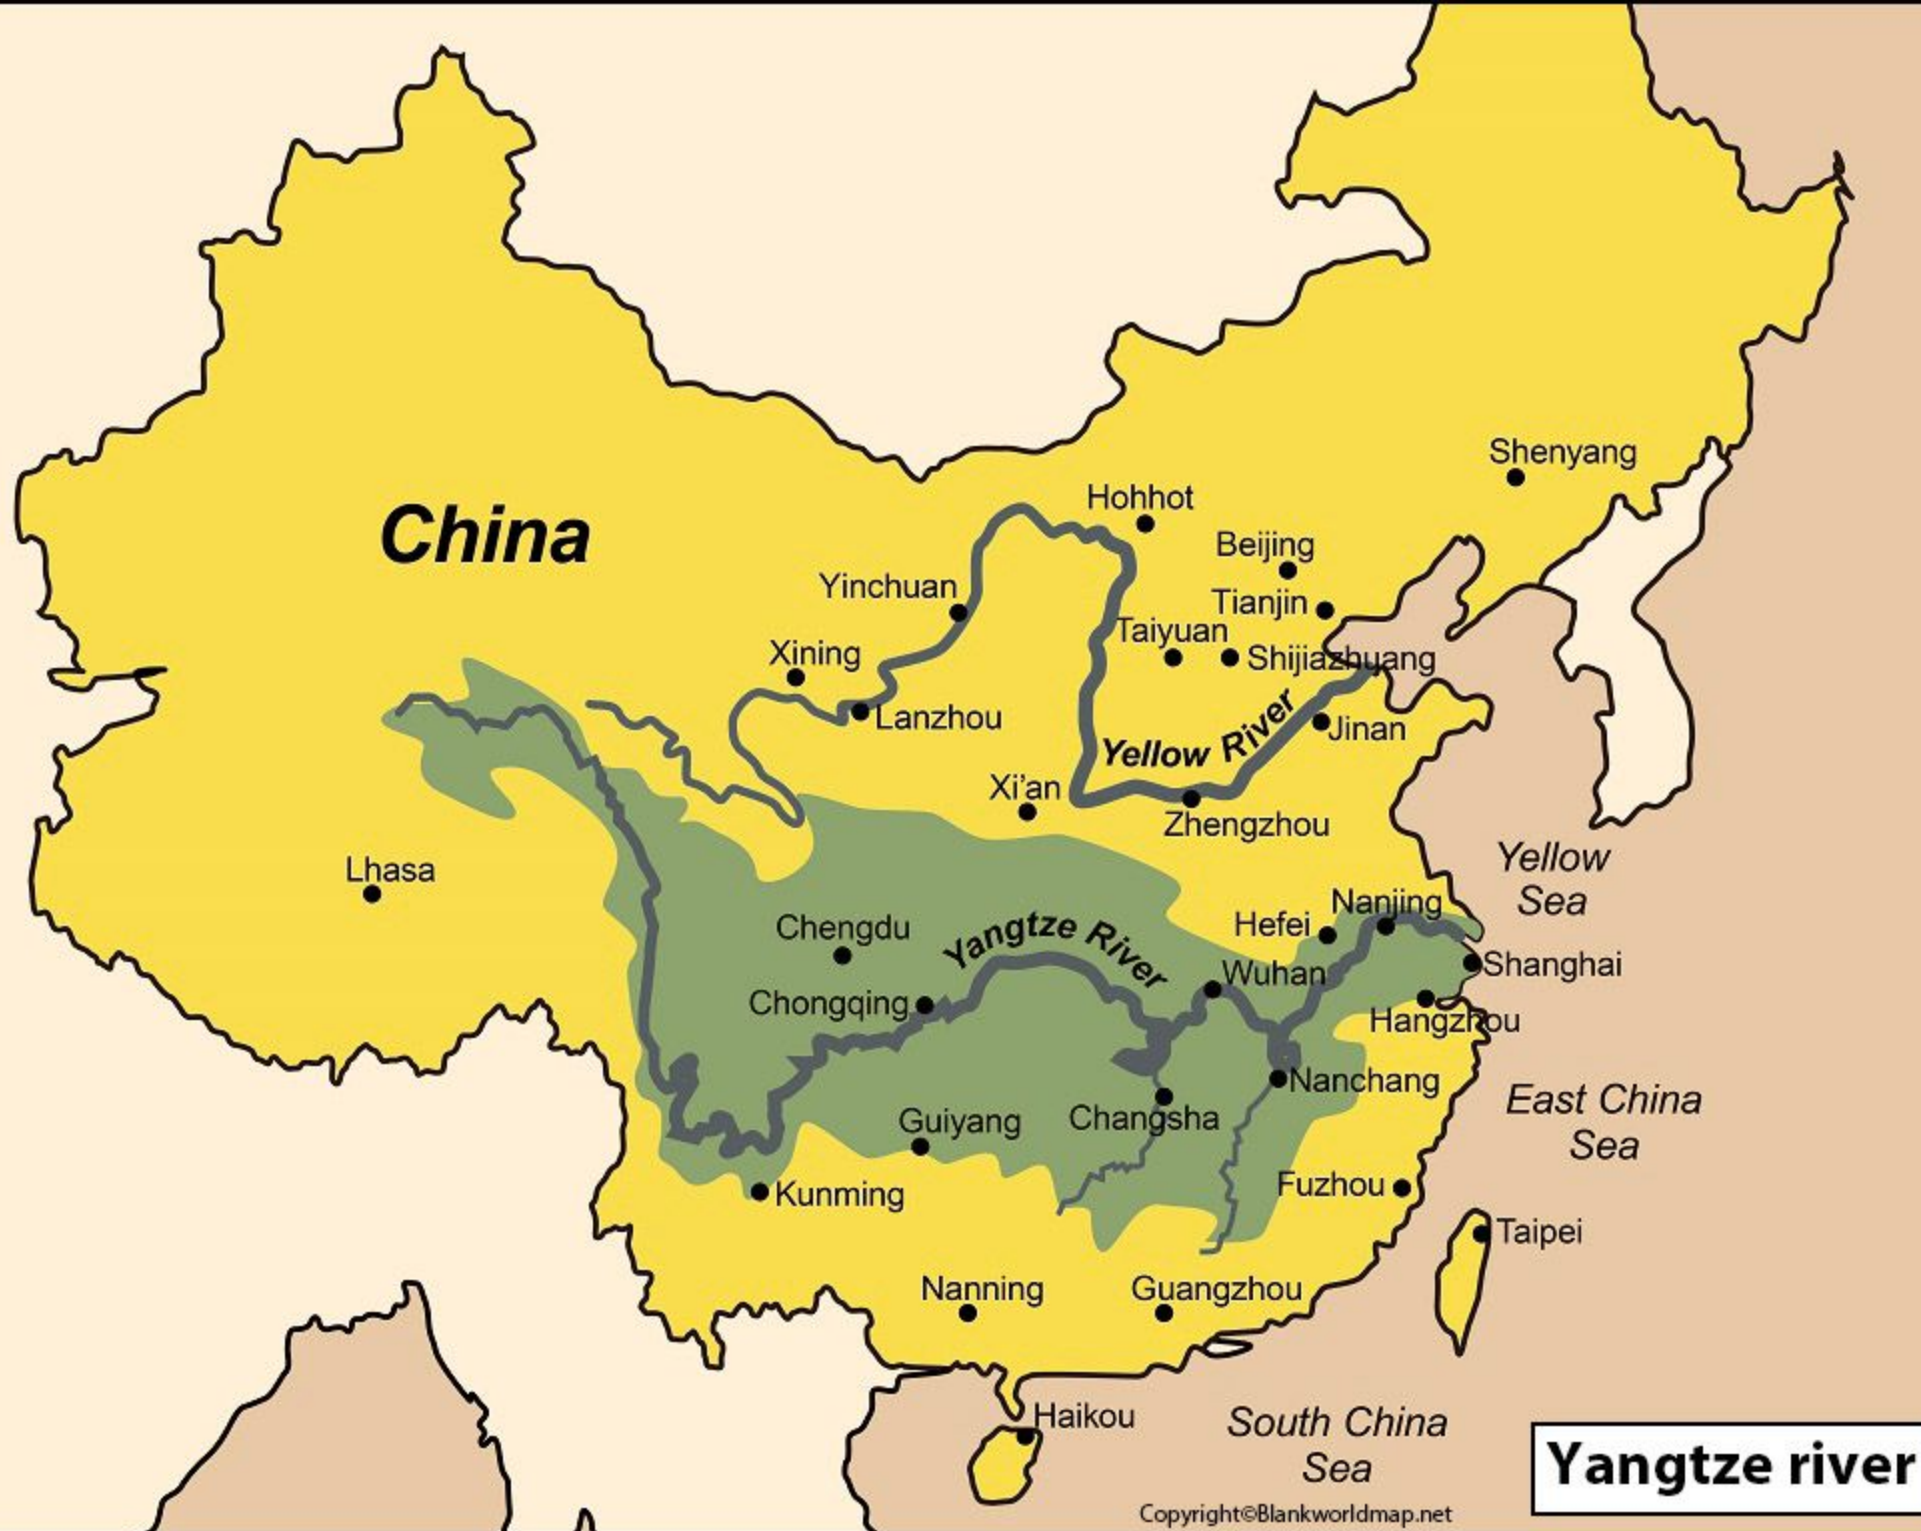 China
Shenyang
Hohhot
Beijing
Yinchuan
Tianjin
Taiyuan
Xining
Shijiazhuang
Lanzhou
Yellow River
Jinan
Xi'an
Zhengzhou
Yellow
Sea
Lhasa
Nanjing
Hefei
Chengdu
Yangtze River
Wuhan
Shanghai
Chongqing
Hangzhou
Nanchang
East China
Sea
Guiyang
Changsha
Kunming
Fuzhou
Taipei
Nanning
Guangzhou
Haikou
South China
Sea
Yangtze river
Copyright©Blankworldmap.net